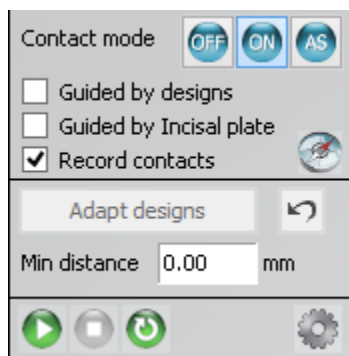 Contact mode OFF ON AS
Guided by designs
Guided by Incisal plate
Record contacts
Adapt designs
Min distance 0.00 mm